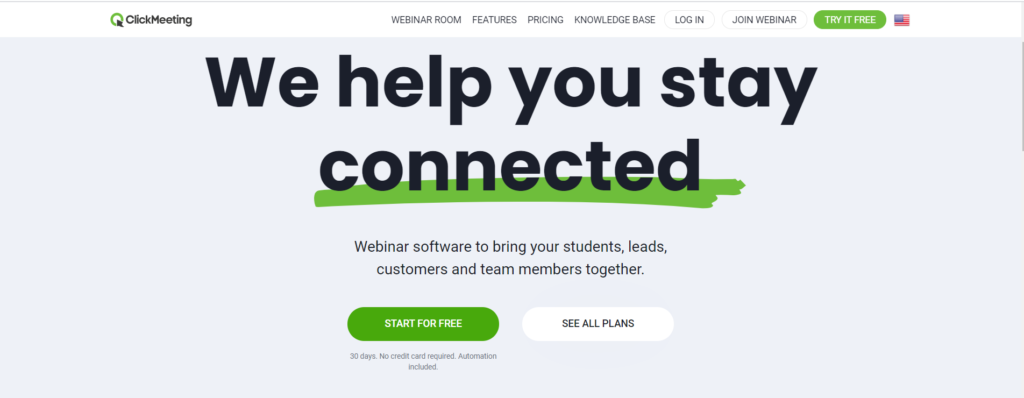 ClickMeeting
WEBINAR ROOM FEATURES PRICING KNOWLEDGE BASE LOG IN JOIN WEBINAR TRY IT FREE
We help you stay
connected
Webinar software to bring your students, leads,
customers and team members together.
START FOR FREE SEE ALL PLANS
30 days. No credit card required. Automation
included.